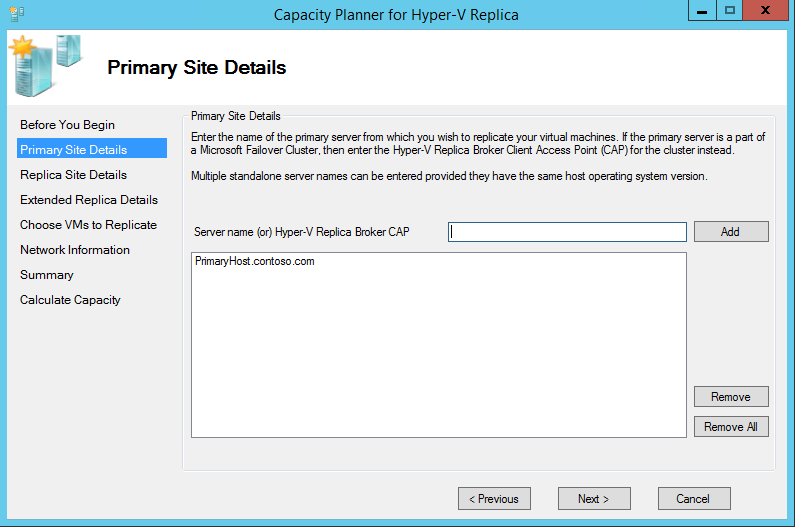 Capacity Planner for Hyper-V Replica
Primary Site Details
Before You Begin
Primary Site Details
Replica Site Details
Extended Replica Details
Choose VMs to Replicate
Network Information
Summary
Calculate Capacity
Primary Site Details
Enter the name of the primary server from which you wish to replicate your virtual machines. If the primary server is a part of
a Microsoft Failover Cluster, then enter the Hyper-V Replica Broker Client Access Point (CAP) for the cluster instead.
Multiple standalone server names can be entered provided they have the same host operating system version.
Server name (or) Hyper-V Replica Broker CAP
Add
PrimaryHost.contoso.com
Remove
Remove All
< Previous
Next >
Cancel